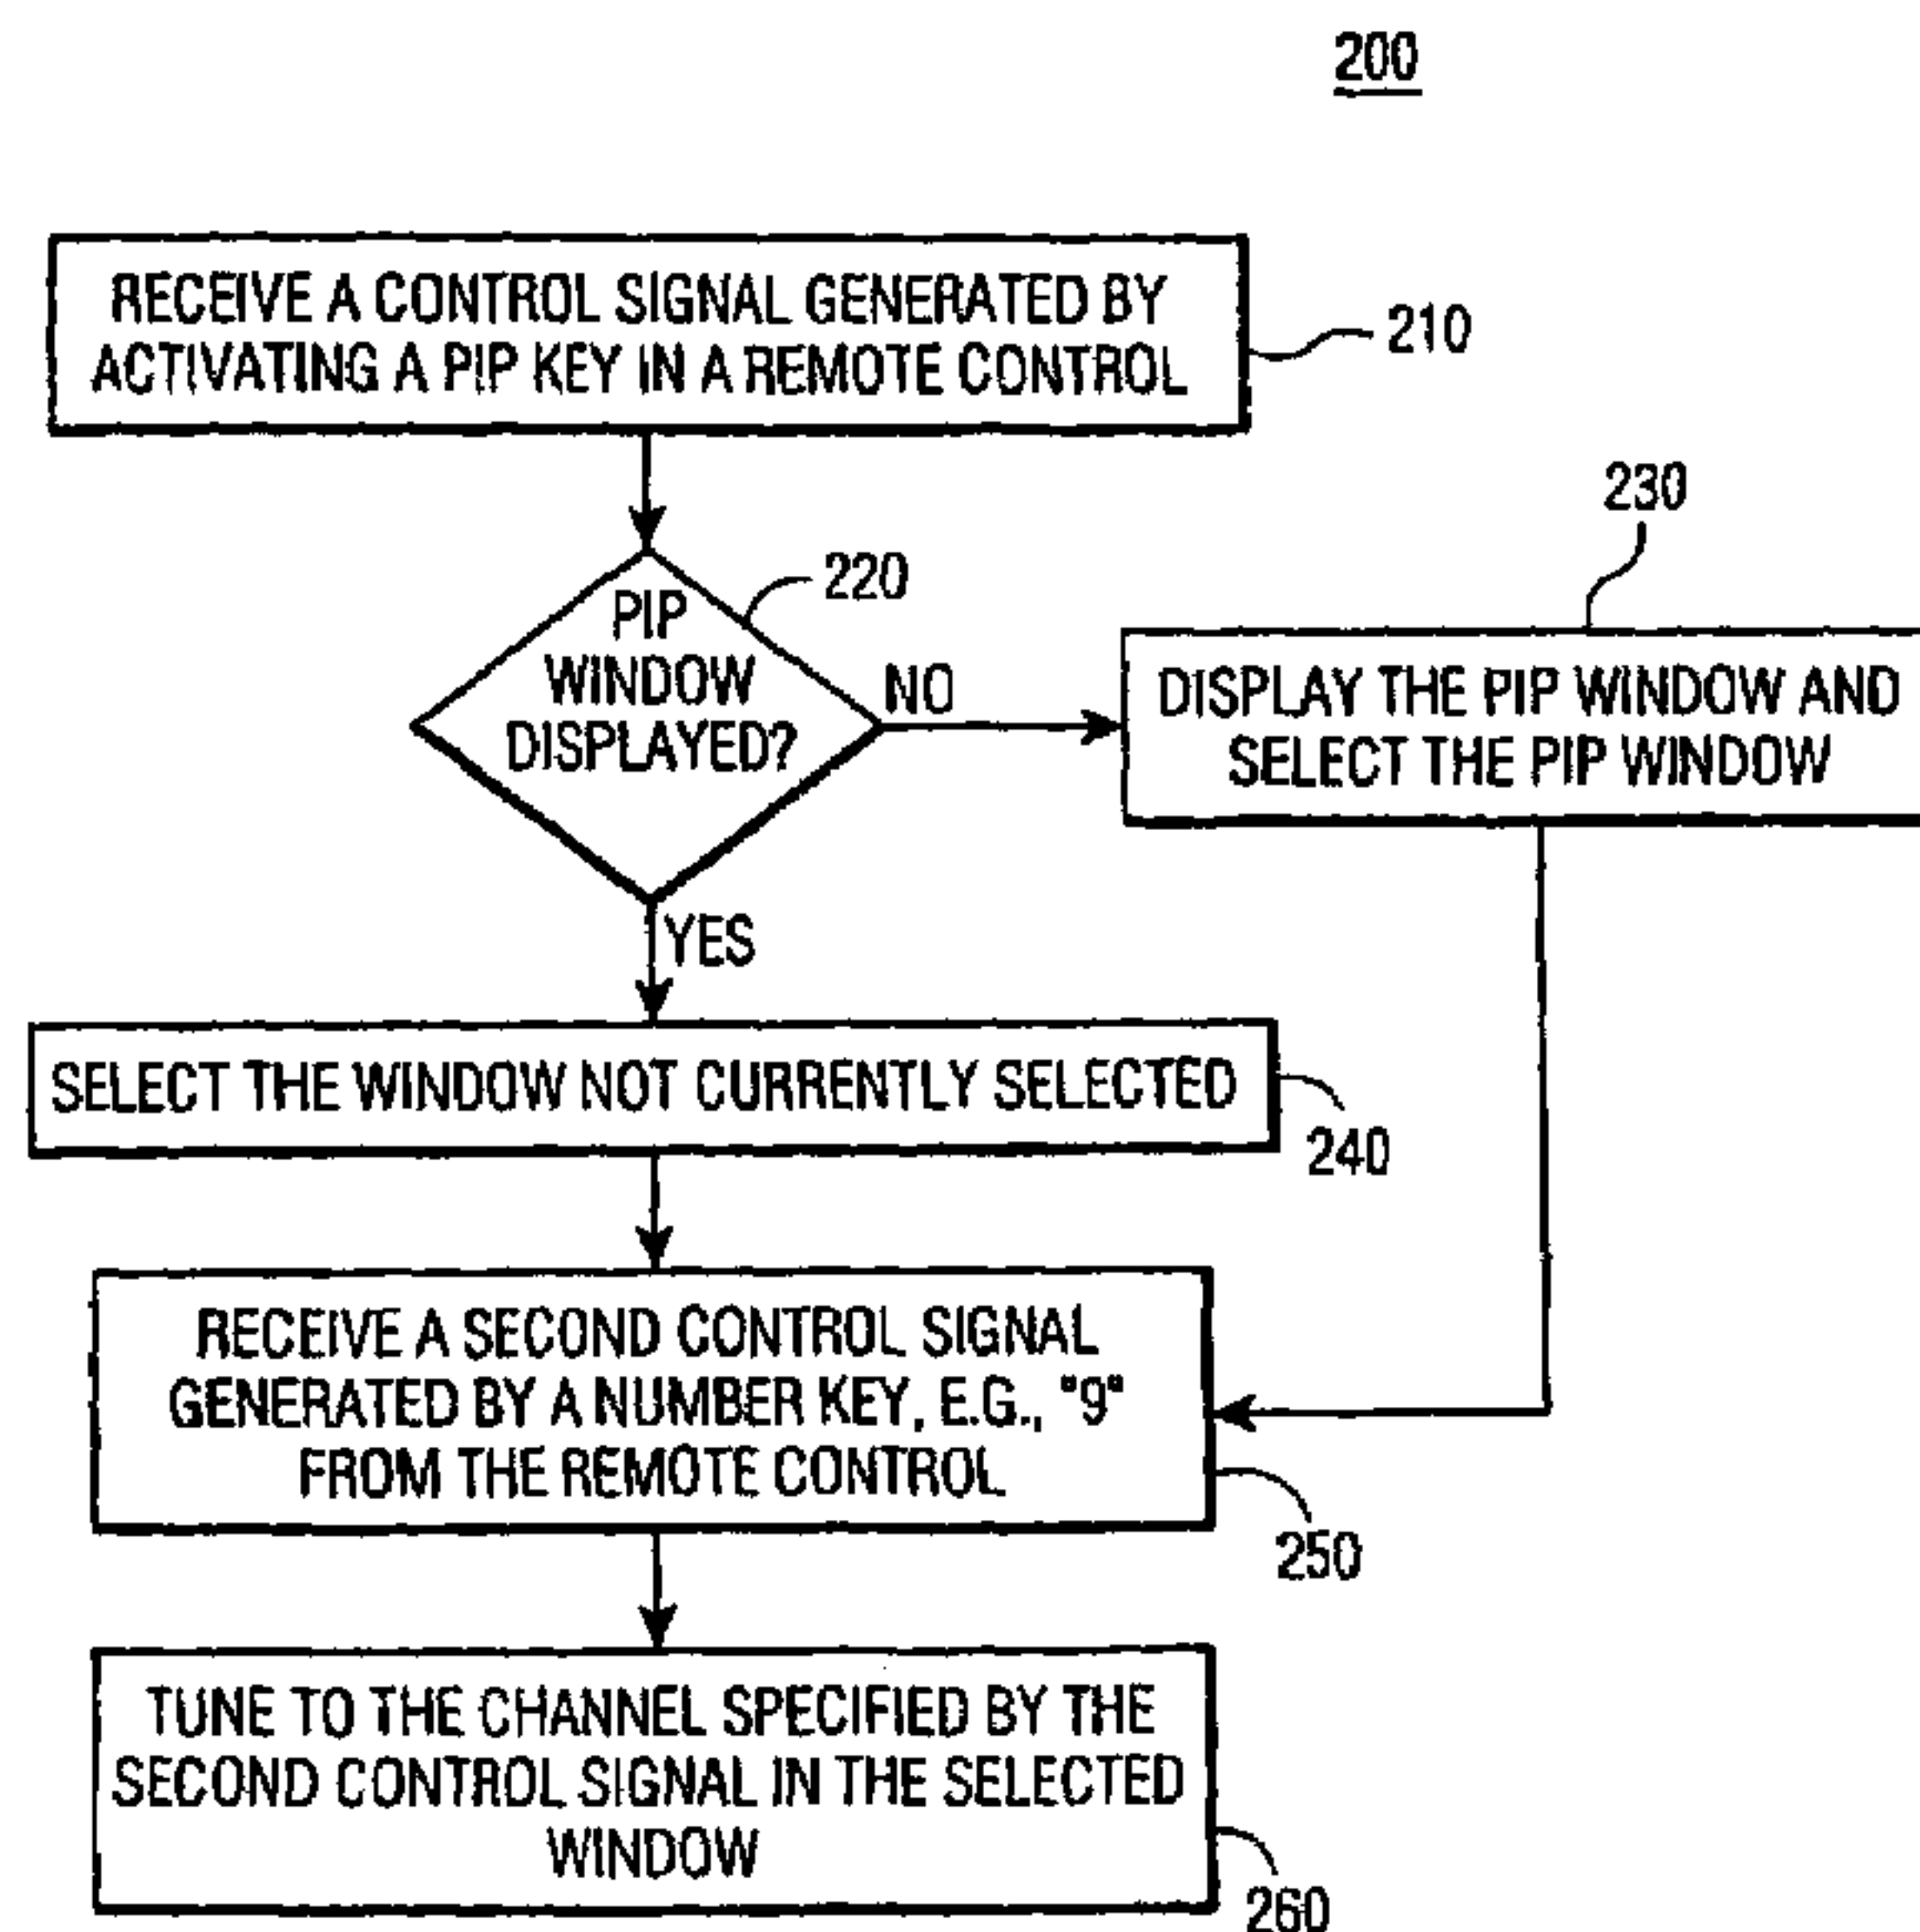 200
RECEIVE A CONTROL SIGNAL GENERATED BY
ACTIVATING A PIP KEY IN A REMOTE CONTROL
210
PIP
WINDOW
DISPLAYED?
220
NO
230
DISPLAY THE PIP WINDOW AND
SELECT THE PIP WINDOW
YES
SELECT THE WINDOW NOT CURRENTLY SELECTED
240
RECEIVE A SECOND CONTROL SIGNAL
GENERATED BY A NUMBER KEY, E.G., "9"
FROM THE REMOTE CONTROL
250
TUNE TO THE CHANNEL SPECIFIED BY THE
SECOND CONTROL SIGNAL IN THE SELECTED
WINDOW
260